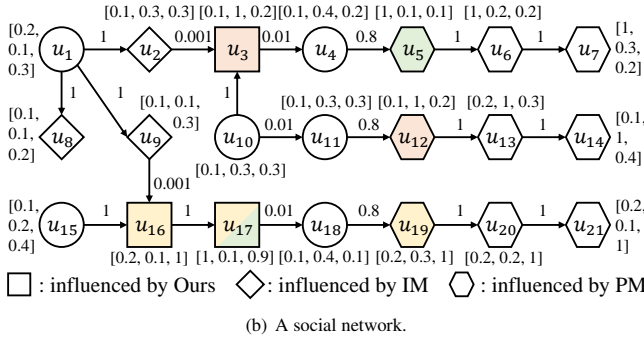 [0.1, 0.3, 0.3] [0.1, 1, 0.2] [0.1, 0.4, 0.2] [1, 0.1, 0.1] [1, 0.2, 0.2]
[0.2, 0.1, 0.3] u1 1 u2 0.001 u3 0.01 u4 0.8 u5 1 u6 1 u7 [1, 0.3, 0.2]
1 1 [0.1, 0.1, 0.3] 1 [0.1, 0.3, 0.3] [0.1, 1, 0.2] [0.2, 1, 0.3]
[0.1, 0.1, 0.2] u8 u9 u10 0.01 u11 0.8 u12 1 u13 1 u14 [0.1, 1, 0.4]
[0.1, 0.3, 0.3]
0.001
[0.1, 0.2, 0.4] u15 1 u16 1 u17 0.01 u18 0.8 u19 1 u20 1 u21 [0.2, 0.1, 1]
[0.2, 0.1, 1] [1, 0.1, 0.9] [0.1, 0.4, 0.1] [0.2, 0.3, 1] [0.2, 0.2, 1]
: influenced by Ours : influenced by IM : influenced by PM
(b) A social network.